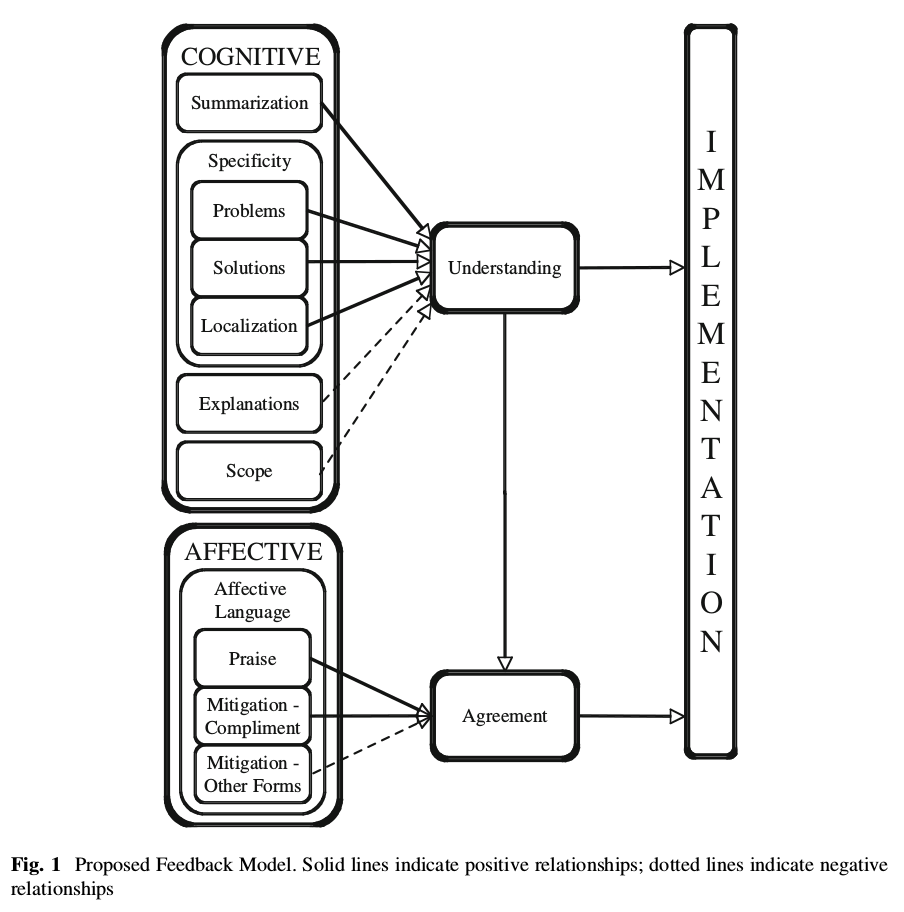 COGNITIVE
Summarization
Specificity
Problems
Solutions
Localization
Explanations
Scope
Understanding
AFFECTIVE
Affective
Language
Praise
Mitigation -
Compliment
Mitigation -
Other Forms
Agreement
IMPLEMENTATION
Fig. 1 Proposed Feedback Model. Solid lines indicate positive relationships; dotted lines indicate negative
relationships